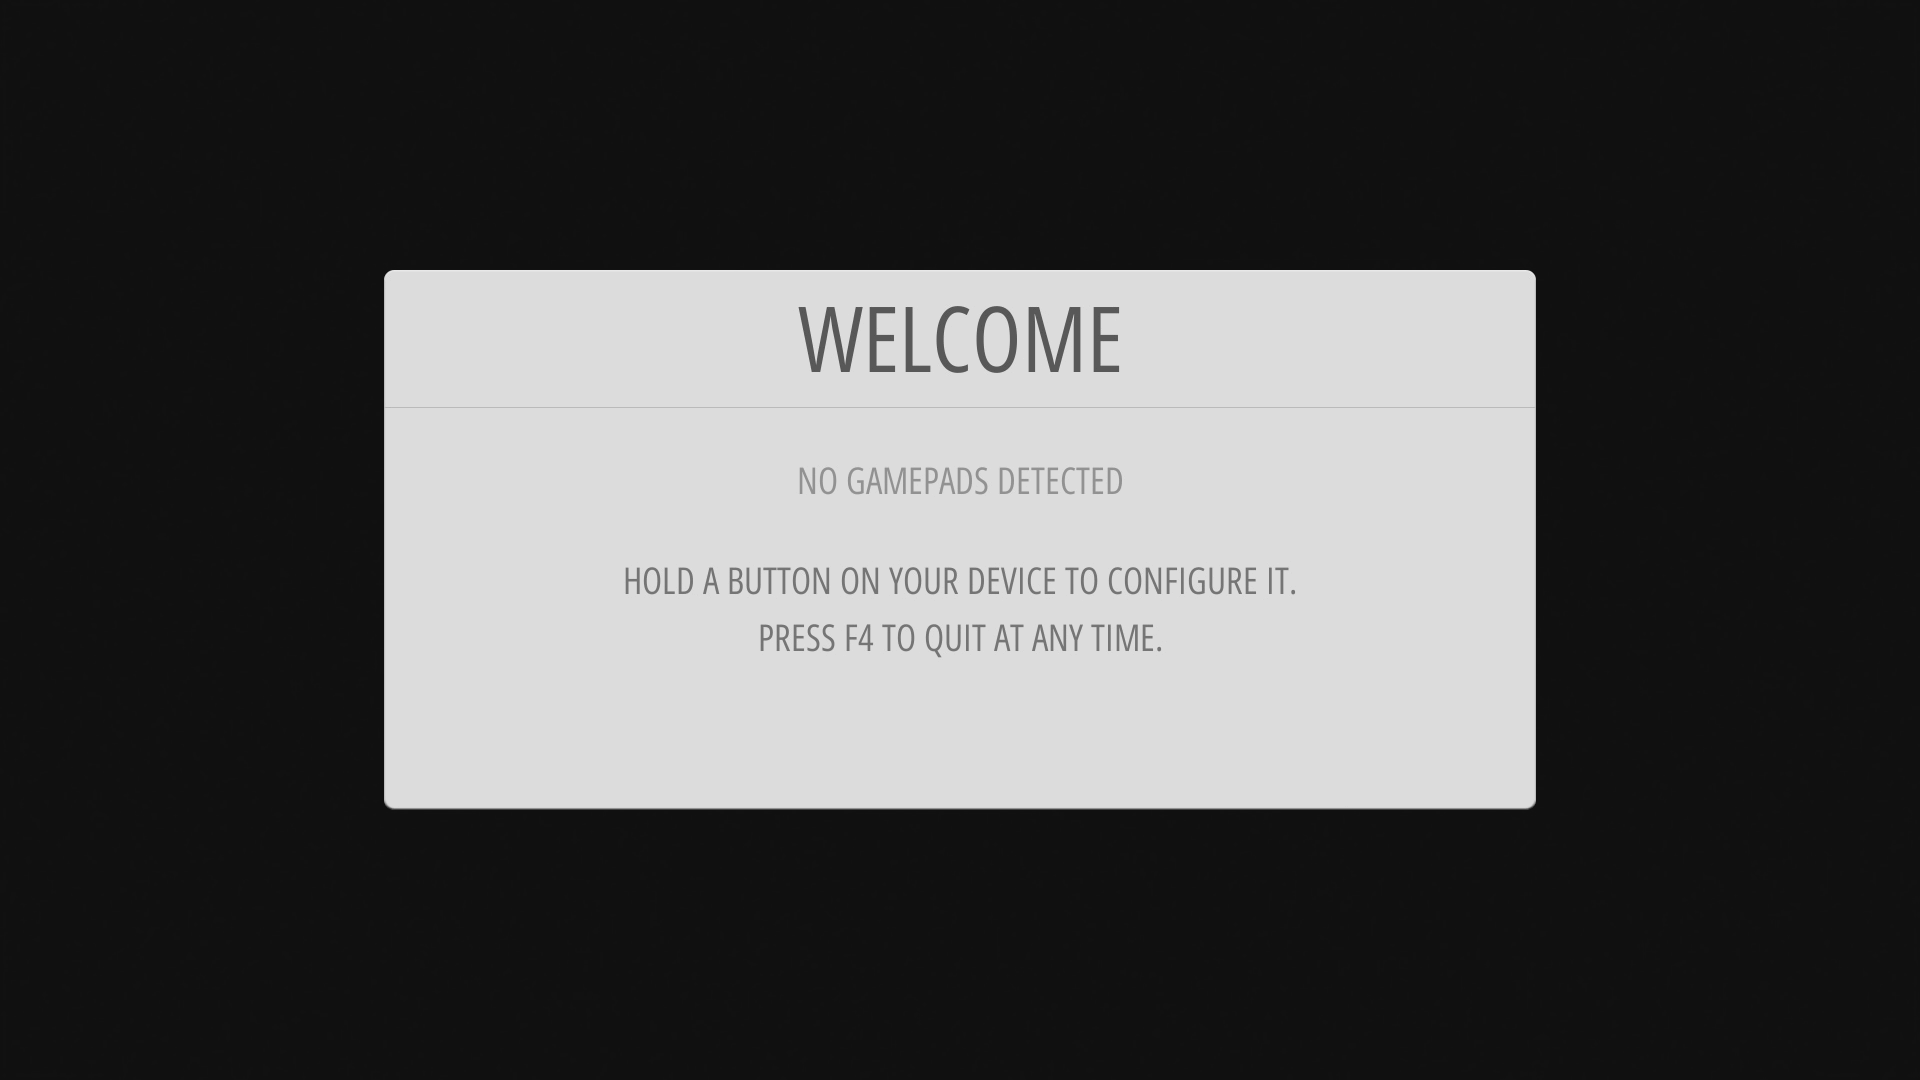 WELCOME
NO GAMEPADS DETECTED
HOLD A BUTTON ON YOUR DEVICE TO CONFIGURE IT.
PRESS F4 TO QUIT AT ANY TIME.